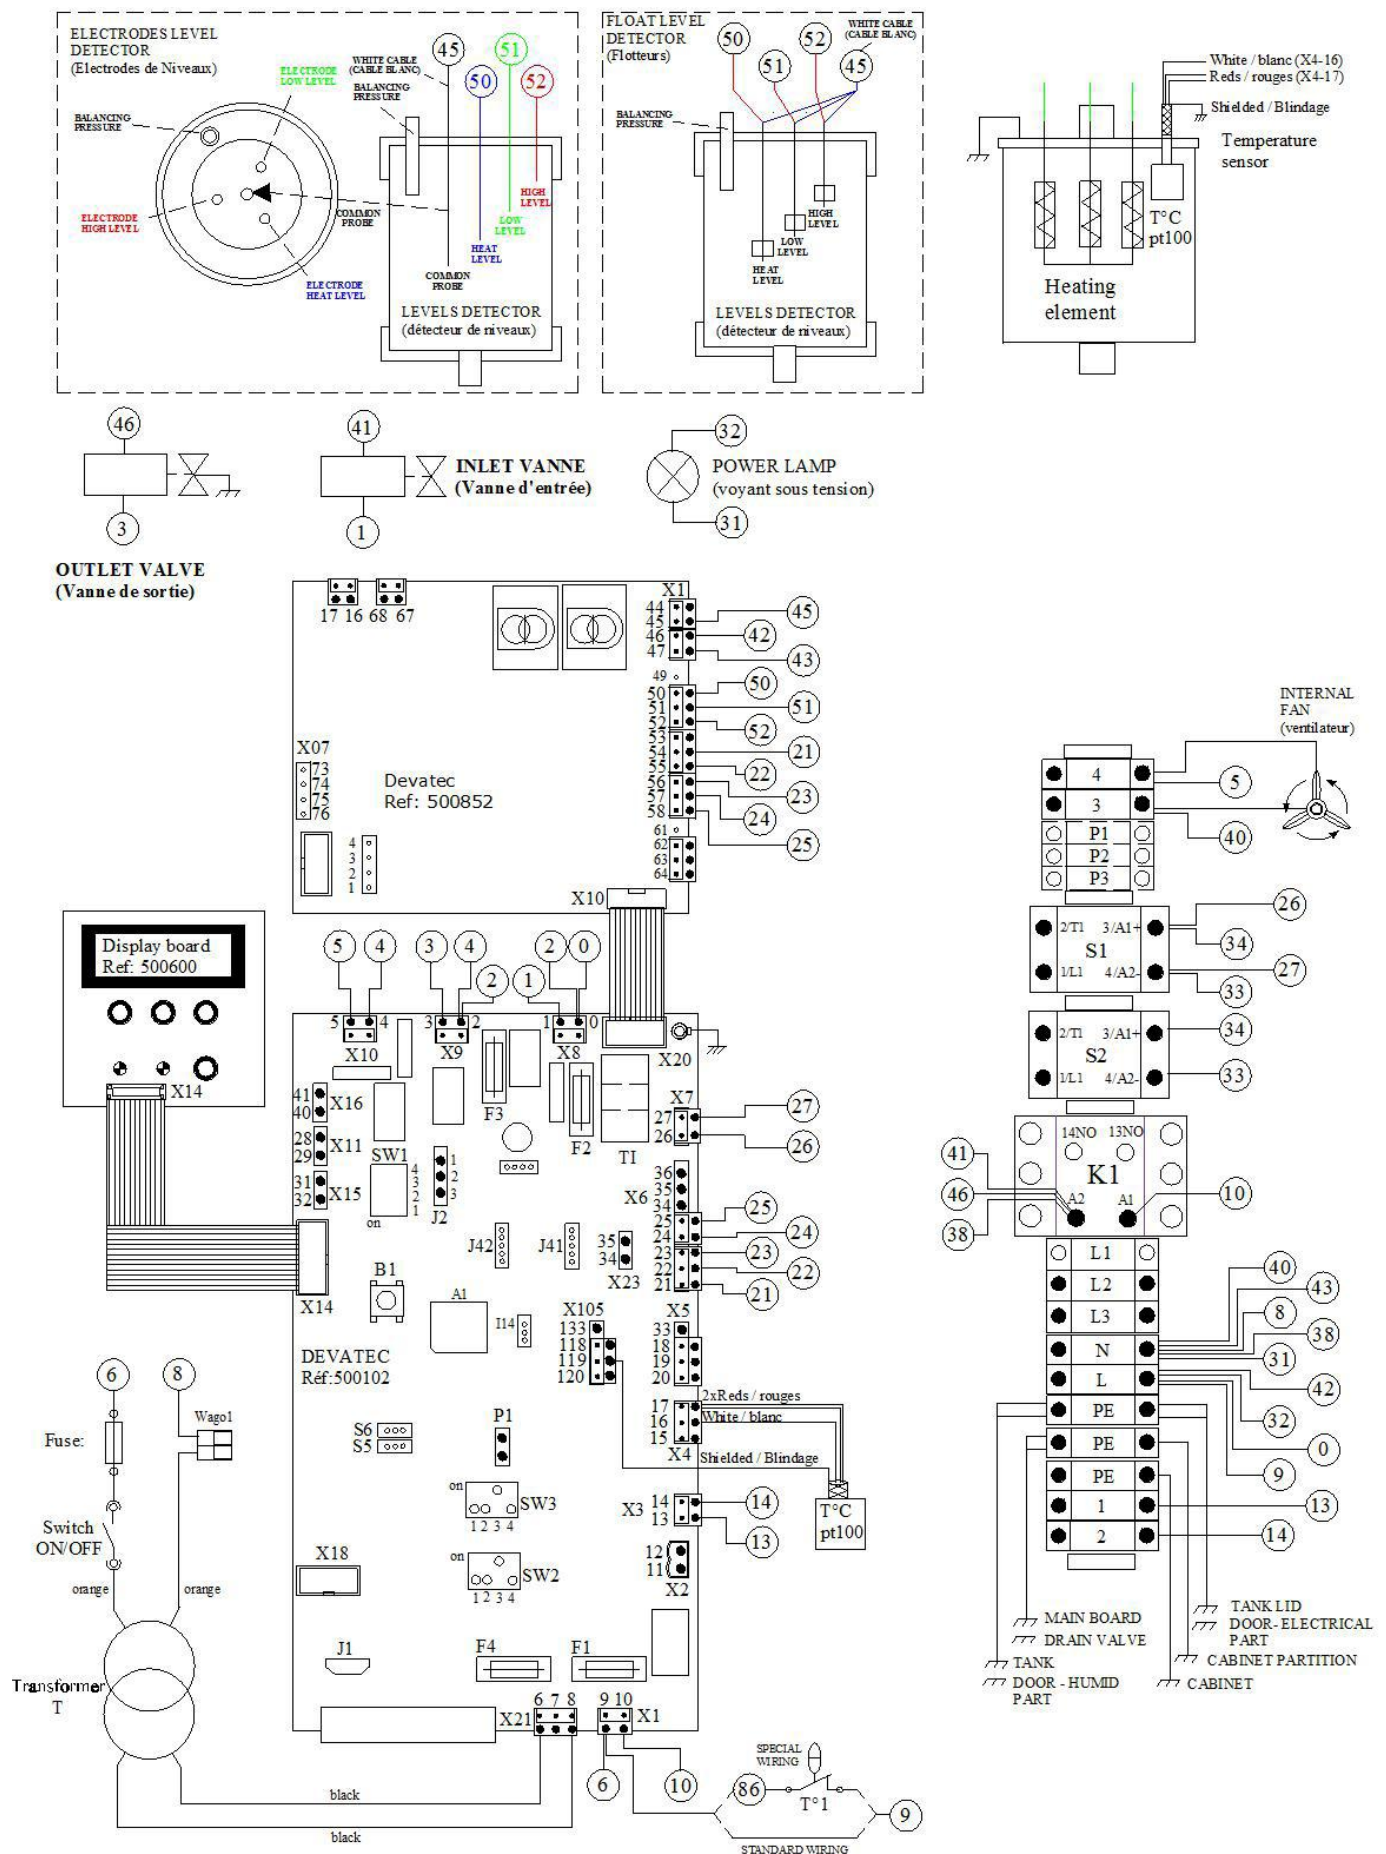 ELECTRODES LEVEL
DETECTOR
(Electrodes de Niveaux)
ELECTRODE
LOW LEVEL
BALANCING
PRESSURE
ELECTRODE
HIGH LEVEL
COMMON
PROBE
ELECTRODE
HEAT LEVEL
WHITE CABLE
(CABLE BLANC)
BALANCING
PRESSURE
45
51
50
52
HIGH
LEVEL
LOW
LEVEL
HEAT
LEVEL
COMMON
PROBE
LEVELS DETECTOR
(détecteur de niveaux)
FLOAT LEVEL
DETECTOR
(Flotteurs)
50
51
52
WHITE CABLE
(CABLE BLANC)
45
BALANCING
PRESSURE
HIGH
LEVEL
LOW
LEVEL
HEAT
LEVEL
LEVELS DETECTOR
(détecteur de niveaux)
White / blanc (X4-16)
Reds / rouges (X4-17)
Shielded / Blindage
Temperature
sensor
T°C
pt100
Heating
element
46
3
OUTLET VALVE
(Vanne de sortie)
41
1
INLET VANNE
(Vanne d'entrée)
32
POWER LAMP
(voyant sous tension)
31
17 16 68 67
X1
44
45
46
47
49
50
51
52
53
54
55
56
57
58
61
62
63
64
45
42
43
50
51
52
21
22
23
24
25
X07
73
74
75
76
Devatec
Ref: 500852
4
3
2
1
X10
Display board
Ref: 500600
X14
5 4 3 4 2 1 2 0
5 4
X10
3 2
X9
1 0
X8
X20
41
40
X16
28
29
X11
31
32
X15
SW1
4
3
2
1
on
1
2
3
J2
F3
F2
TI
X7
27
26
27
26
X6
36
35
34
25
24
23
22
21
25
24
23
22
21
J42
J41
35
34
X23
X14
B1
A1
I14
X105
133
118
119
120
X5
33
18
19
20
DEVATEC
Réf:500102
17
16
15
X4
2xReds / rouges
White / blanc
Shielded / Blindage
T°C
pt100
S6
S5
P1
on
SW3
1 2 3 4
on
SW2
1 2 3 4
X3
14
13
14
13
12
11
X2
X18
J1
F4
F1
X21
6 7 8
9 10
X1
6
8
Fuse:
Wago1
Switch
ON/OFF
orange
orange
Transformer
T
black
black
6
10
SPECIAL
WIRING
86
T°1
9
STANDARD WIRING
INTERNAL
FAN
(ventilateur)
4
3
P1
P2
P3
5
40
2/T1 3/A1+
S1
1/L1 4/A2-
26
34
27
33
2/T1 3/A1+
S2
1/L1 4/A2-
34
33
14NO 13NO
K1
A2 A1
41
46
38
10
L1
L2
L3
N
L
PE
PE
PE
1
2
40
43
8
38
31
42
32
0
9
13
14
MAIN BOARD
DRAIN VALVE
TANK
DOOR - HUMID
PART
TANK LID
DOOR- ELECTRICAL
PART
CABINET PARTITION
CABINET